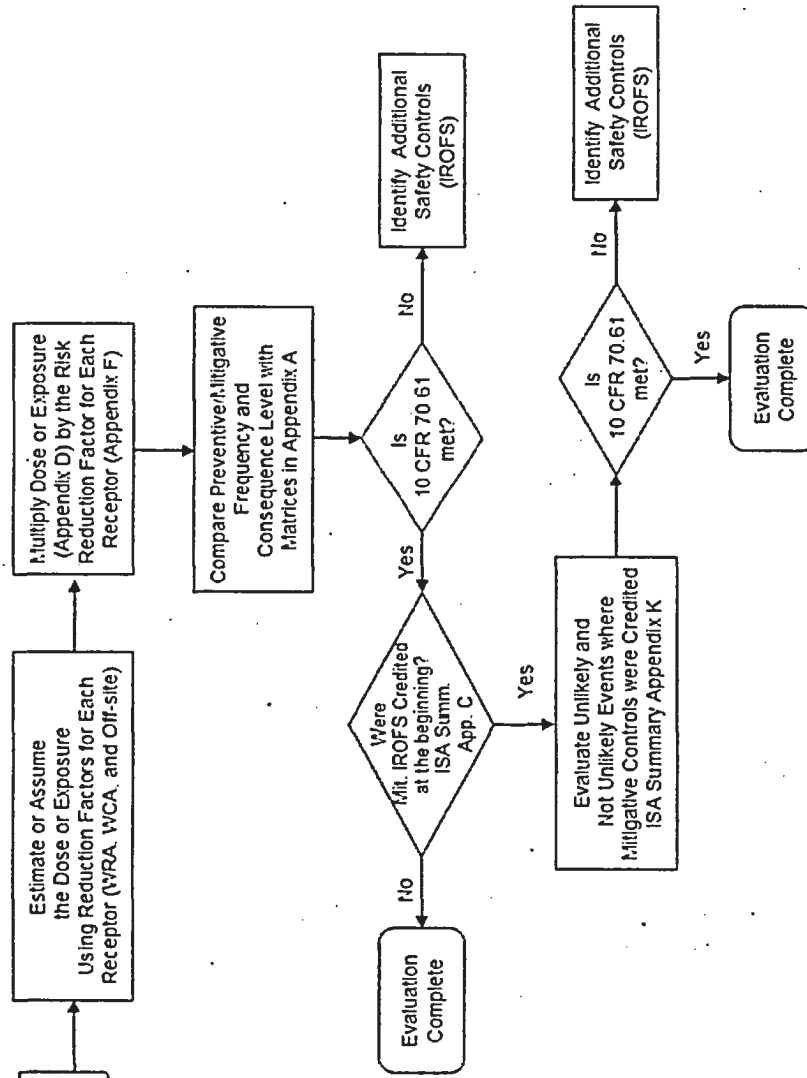 Estimate or Assume
the Dose or Exposure
Using Reduction Factors for Each
Receptor (WRA, WCA, and Off-site)
Multiply Dose or Exposure
(Appendix D) by the Risk
Reduction Factor for Each
Receptor (Appendix F)
Compare Preventive/Mitigative
Frequency and
Consequence Level with
Matrices in Appendix A
Is
10 CFR 70 61
met?
No
Identify Additional
Safety Controls
(IROFS)
Yes
Were
Mit. IROFS Credited
at the beginning?
ISA Summ.
App. C
No
Evaluation
Complete
Yes
Evaluate Unlikely and
Not Unlikely Events where
Mitigative Controls were Credited
ISA Summary Appendix K
Is
10 CFR 70.61
met?
No
Identify Additional
Safety Controls
(IROFS)
Yes
Evaluation
Complete